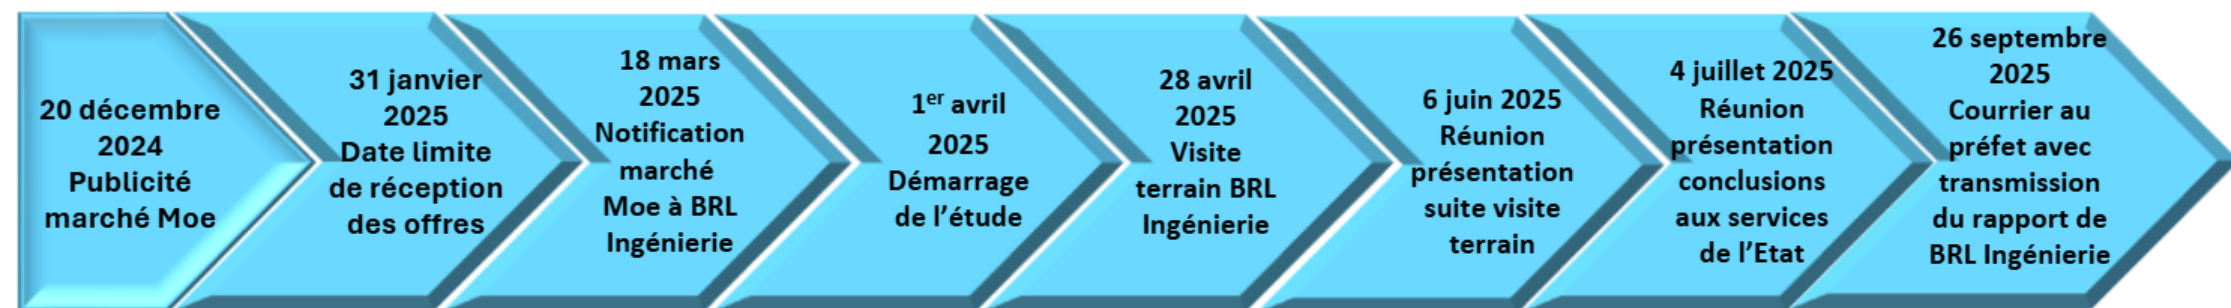 20 décembre
2024
Publicité
marché Moe
31 janvier
2025
Date limite
de réception
des offres
18 mars
2025
Notification
marché
Moe à BRL
Ingénierie
1er avril
2025
Démarrage
de l’étude
28 avril
2025
Visite
terrain BRL
Ingénierie
6 juin 2025
Réunion
présentation
suite visite
terrain
4 juillet 2025
Réunion
présentation
conclusions
aux services
de l’Etat
26 septembre
2025
Courrier au
préfet avec
transmission
du rapport de
BRL Ingénierie